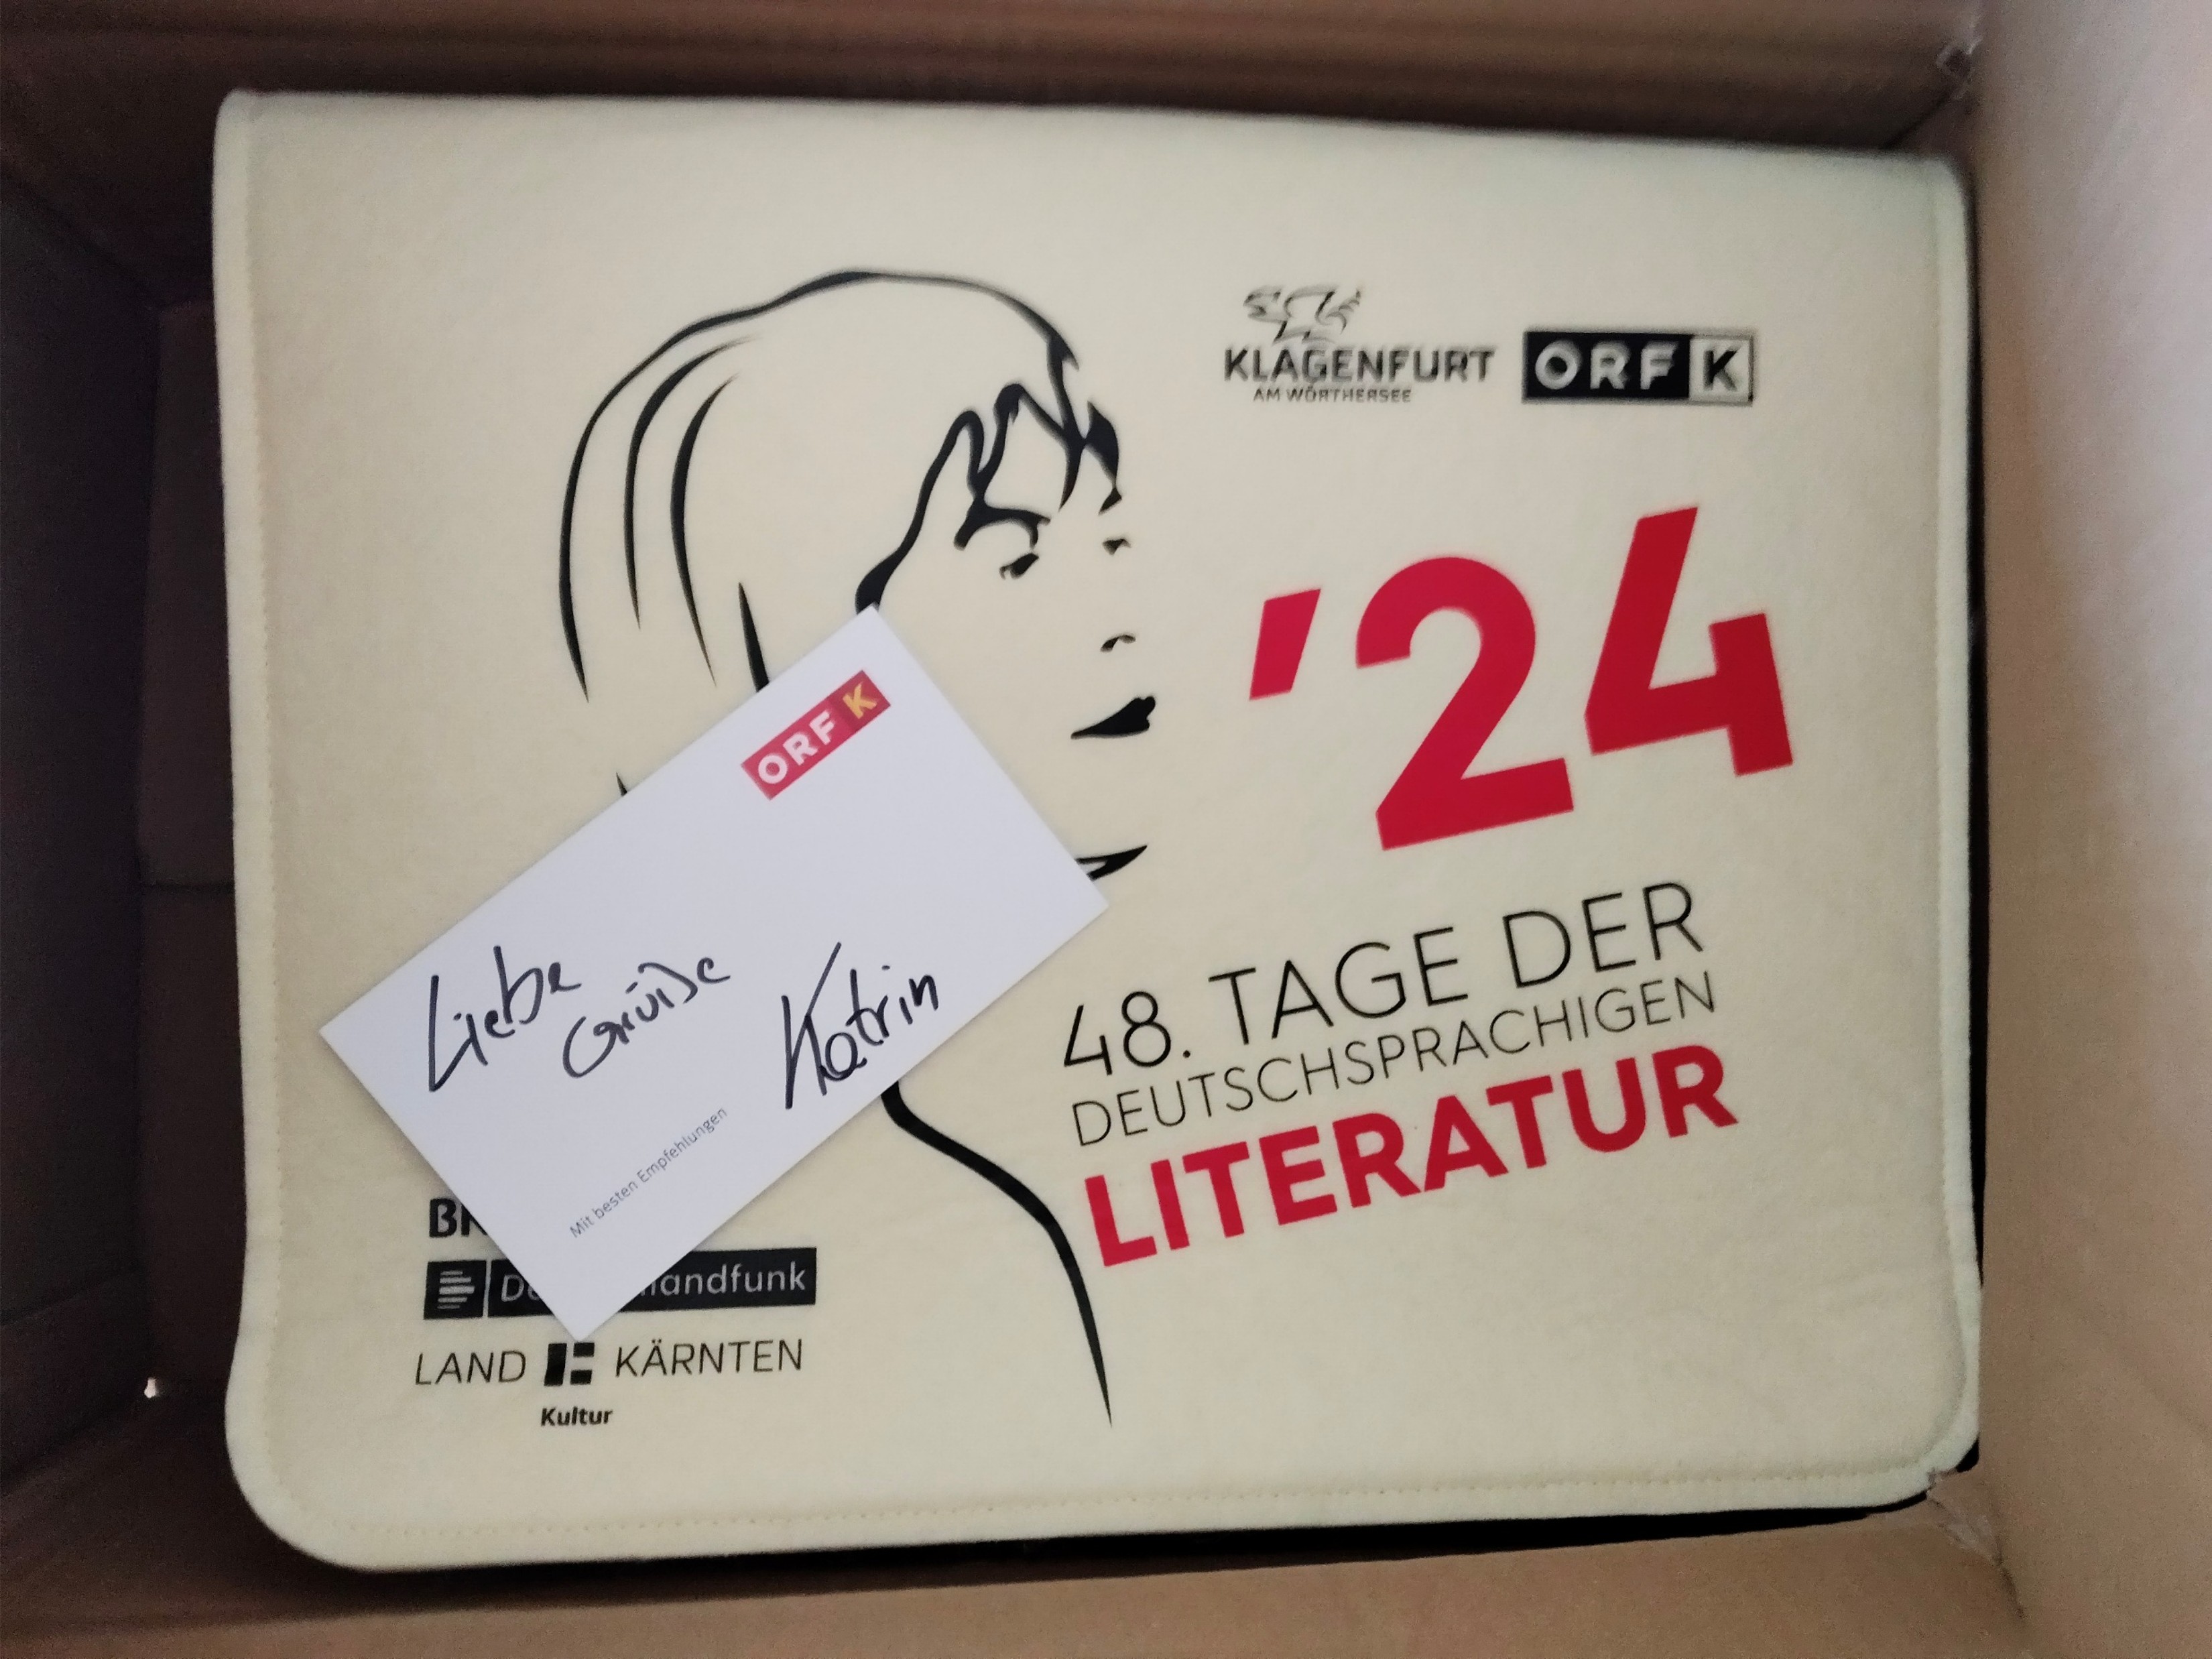 KLAGENFURT
AM WÖRTHERSEE
ORF K
'24
48. TAGE DER
DEUTSCHSPRACHIGEN
LITERATUR
ORF K
Liebe
Grüße
Katrin
Mit besten Empfehlungen
LAND KÄRNTEN
Kultur